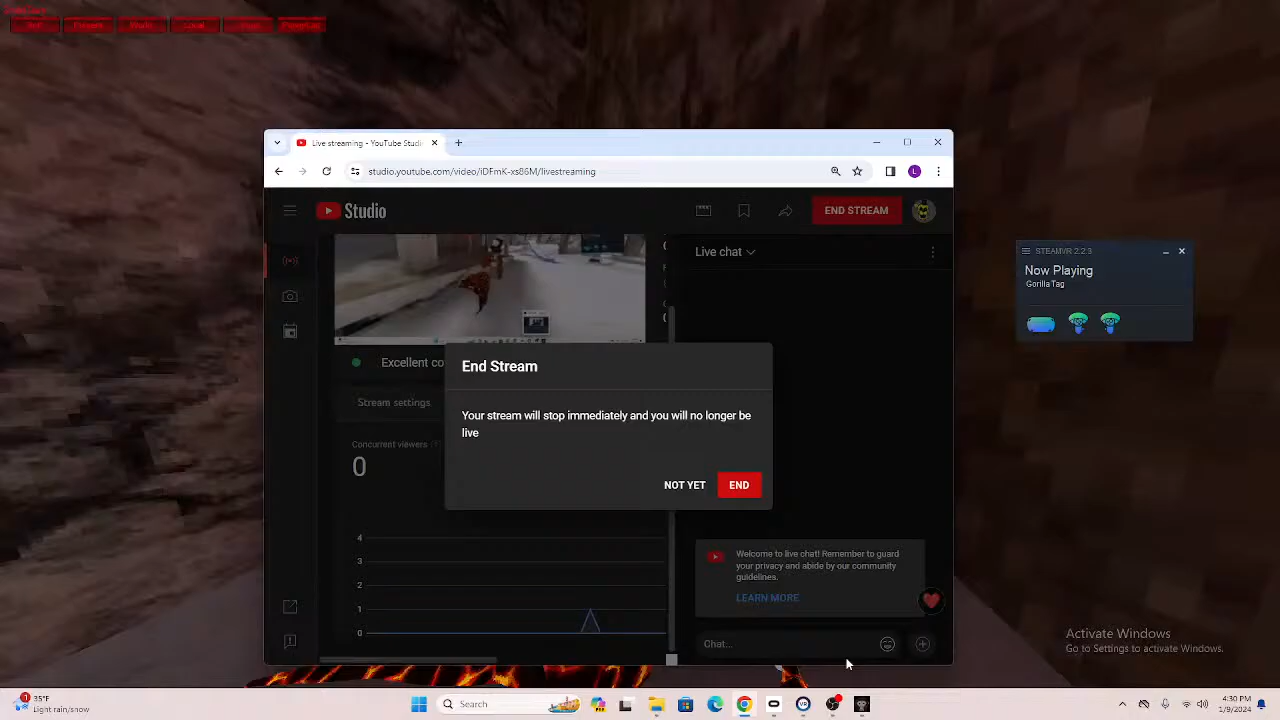 Live streaming - YouTube Studi
studio.youtube.com/video/iDFmK-xs86M/livestreaming
L
Studio
END STREAM
Live chat
Excellent co
Stream settings
Concurrent viewers
0
End Stream
Your stream will stop immediately and you will no longer be
live
NOT YET
END
4
3
2
1
0
Welcome to live chat! Remember to guard
your privacy and abide by our community
guidelines.
LEARN MORE
Chat...
STEAMVR 2.2.3
Now Playing
Gorilla Tag
Activate Windows
Go to Settings to activate Windows.
1
35°F
Light rain/snow
Search
4:30 PM
1/9/2024